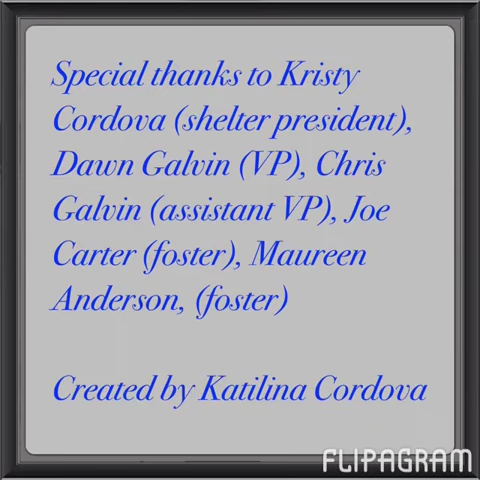 Special thanks to Kristy
Cordova (shelter president),
Dawn Galvin (VP), Chris
Galvin (assistant VP), Joe
Carter (foster), Maureen
Anderson, (foster)
Created by Katilina Cordova
FLIPAGRAM